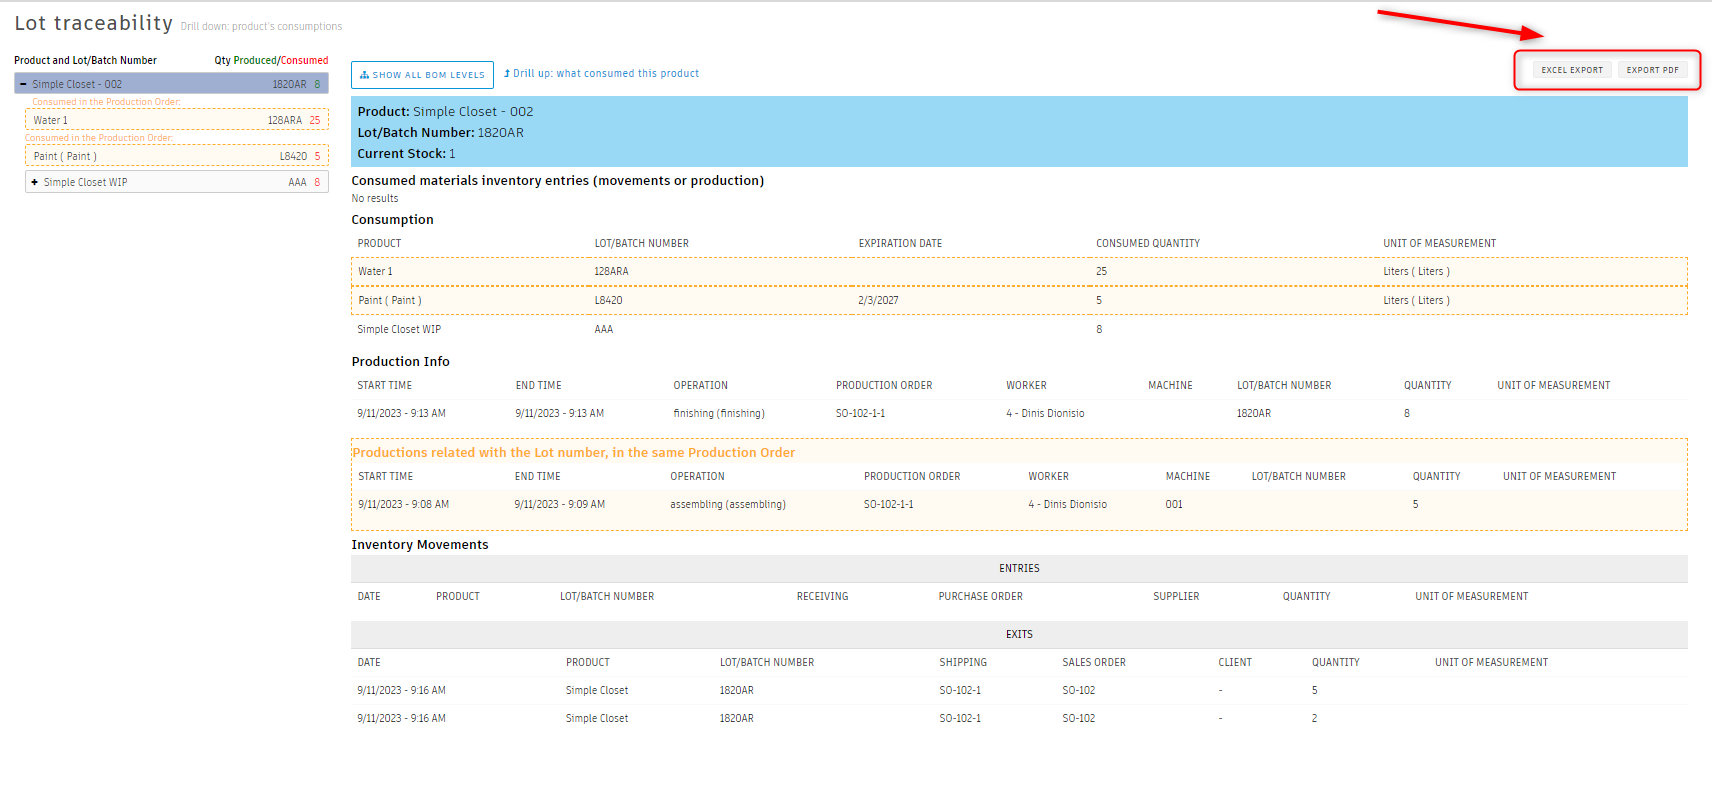 Lot traceability Drill down: product's consumptions
EXCEL EXPORT EXPORT PDF
Product and Lot/Batch Number Qty Produced/Consumed
Simple Closet - 002 1820AR 8
Consumed in the Production Order:
Water 1 128ARA 25
Consumed in the Production Order:
Paint ( Paint ) L8420 5
Simple Closet WIP AAA 8
SHOW ALL BOM LEVELS Drill up: what consumed this product
Product: Simple Closet - 002
Lot/Batch Number: 1820AR
Current Stock: 1
Consumed materials inventory entries (movements or production)
No results
Consumption
PRODUCT LOT/BATCH NUMBER EXPIRATION DATE CONSUMED QUANTITY UNIT OF MEASUREMENT
Water 1 128ARA 25 Liters ( Liters )
Paint ( Paint ) L8420 2/3/2027 5 Liters ( Liters )
Simple Closet WIP AAA 8
Production Info
START TIME END TIME OPERATION PRODUCTION ORDER WORKER MACHINE LOT/BATCH NUMBER QUANTITY UNIT OF MEASUREMENT
9/11/2023 - 9:13 AM 9/11/2023 - 9:13 AM finishing (finishing) SO-102-1-1 4 - Dinis Dionisio 1820AR 8
Productions related with the Lot number, in the same Production Order
START TIME END TIME OPERATION PRODUCTION ORDER WORKER MACHINE LOT/BATCH NUMBER QUANTITY UNIT OF MEASUREMENT
9/11/2023 - 9:08 AM 9/11/2023 - 9:09 AM assembling (assembling) SO-102-1-1 4 - Dinis Dionisio 001 5
Inventory Movements
ENTRIES
DATE PRODUCT LOT/BATCH NUMBER RECEIVING PURCHASE ORDER SUPPLIER QUANTITY UNIT OF MEASUREMENT
EXITS
DATE PRODUCT LOT/BATCH NUMBER SHIPPING SALES ORDER CLIENT QUANTITY UNIT OF MEASUREMENT
9/11/2023 - 9:16 AM Simple Closet 1820AR SO-102-1 SO-102 - 5
9/11/2023 - 9:16 AM Simple Closet 1820AR SO-102-1 SO-102 - 2